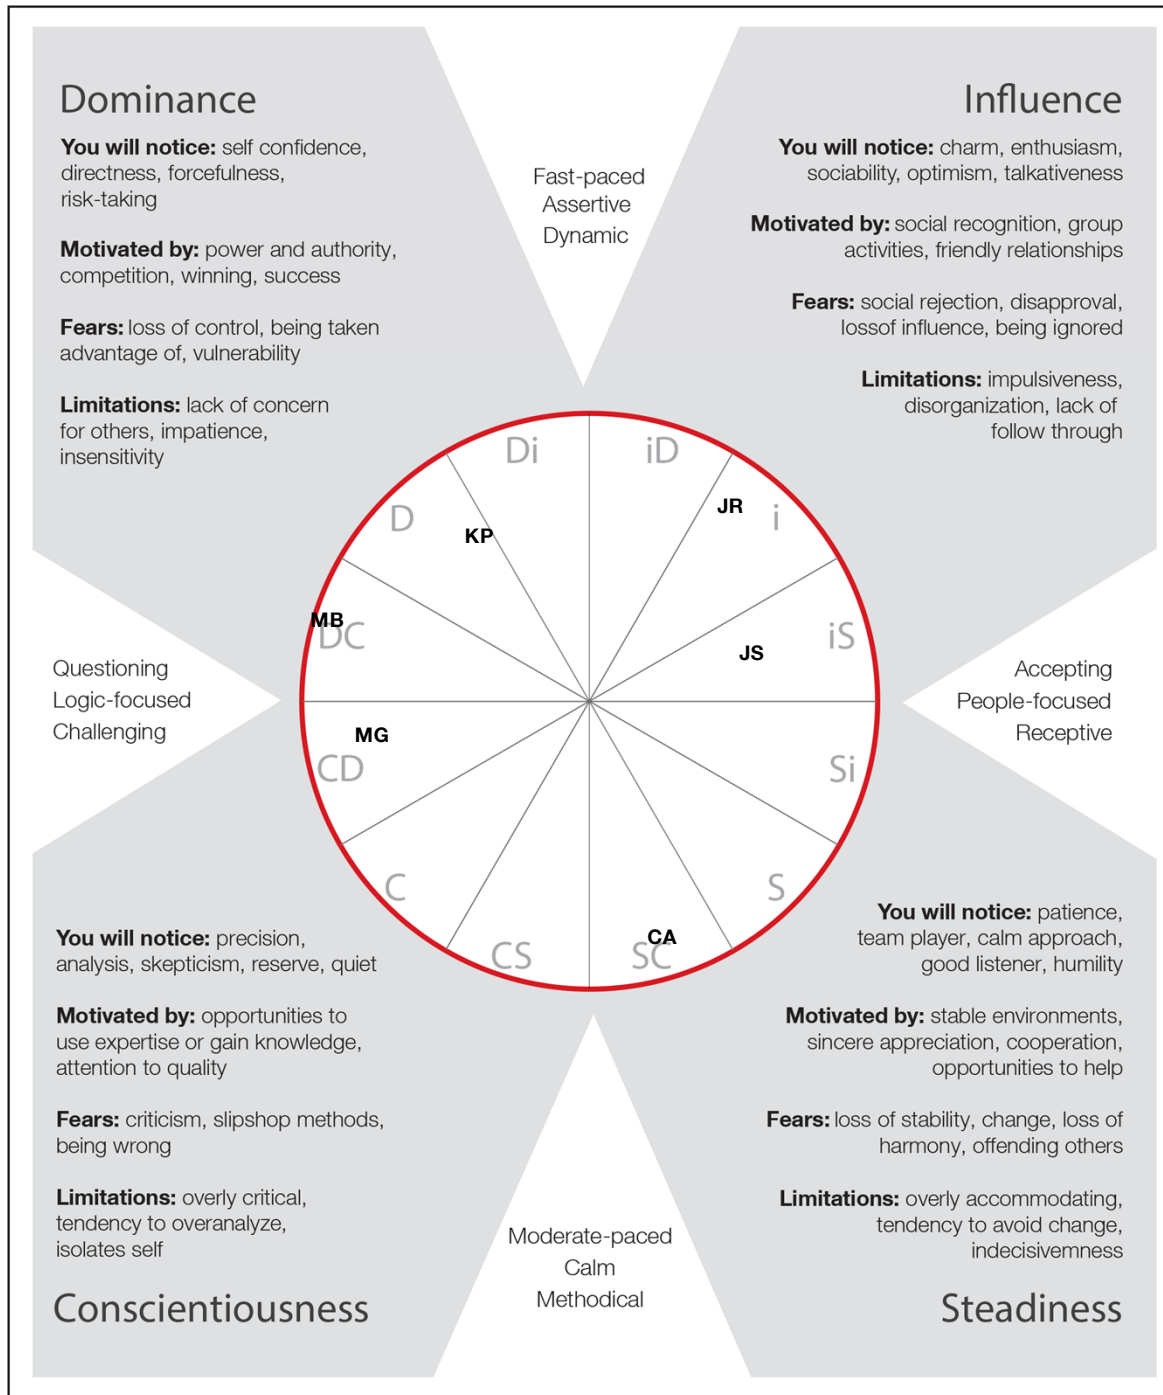 Dominance
You will notice: self confidence,
directness, forcefulness,
risk-taking
Motivated by: power and authority,
competition, winning, success
Fears: loss of control, being taken
advantage of, vulnerability
Limitations: lack of concern
for others, impatience,
insensitivity
Fast-paced
Assertive
Dynamic
Influence
You will notice: charm, enthusiasm,
sociability, optimism, talkativeness
Motivated by: social recognition, group
activities, friendly relationships
Fears: social rejection, disapproval,
lossof influence, being ignored
Limitations: impulsiveness,
disorganization, lack of
follow through
Di
iD
D
KP
JR
i
MB
DC
JS
iS
MG
CD
Si
C
S
CS
CA
SC
Questioning
Logic-focused
Challenging
Accepting
People-focused
Receptive
You will notice: precision,
analysis, skepticism, reserve, quiet
Motivated by: opportunities to
use expertise or gain knowledge,
attention to quality
Fears: criticism, slipshop methods,
being wrong
Limitations: overly critical,
tendency to overanalyze,
isolates self
Conscientiousness
Moderate-paced
Calm
Methodical
You will notice: patience,
team player, calm approach,
good listener, humility
Motivated by: stable environments,
sincere appreciation, cooperation,
opportunities to help
Fears: loss of stability, change, loss of
harmony, offending others
Limitations: overly accommodating,
tendency to avoid change,
indecisivemness
Steadiness